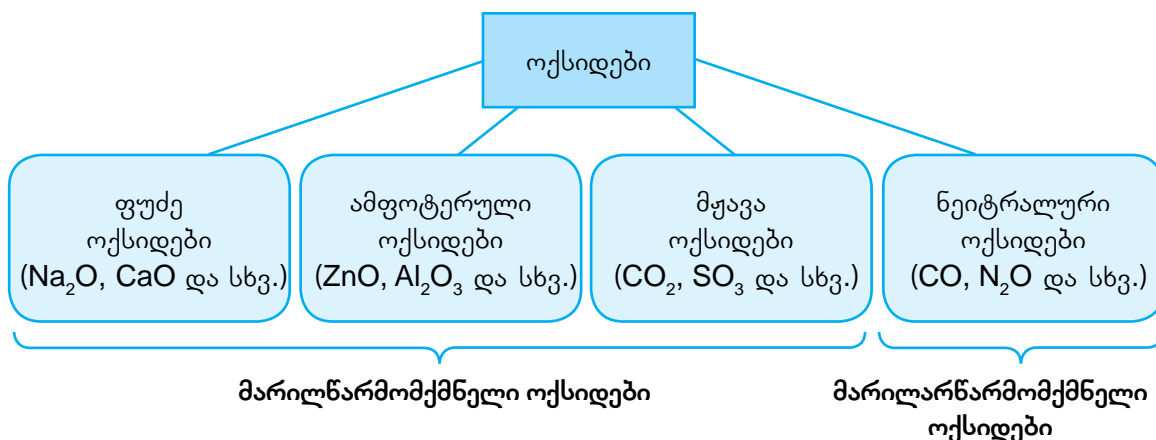 ოქსიდები
ფუძე
ოქსიდები
(Na₂O, CaO და სხვ.)
ამფოტერული
ოქსიდები
(ZnO, Al₂O₃ და სხვ.)
მჟავა
ოქსიდები
(CO₂, SO₃ და სხვ.)
ნეიტრალური
ოქსიდები
(CO, N₂O და სხვ.)
მარილწარმომქმნელი ოქსიდები
მარილარწარმომქმნელი
ოქსიდები